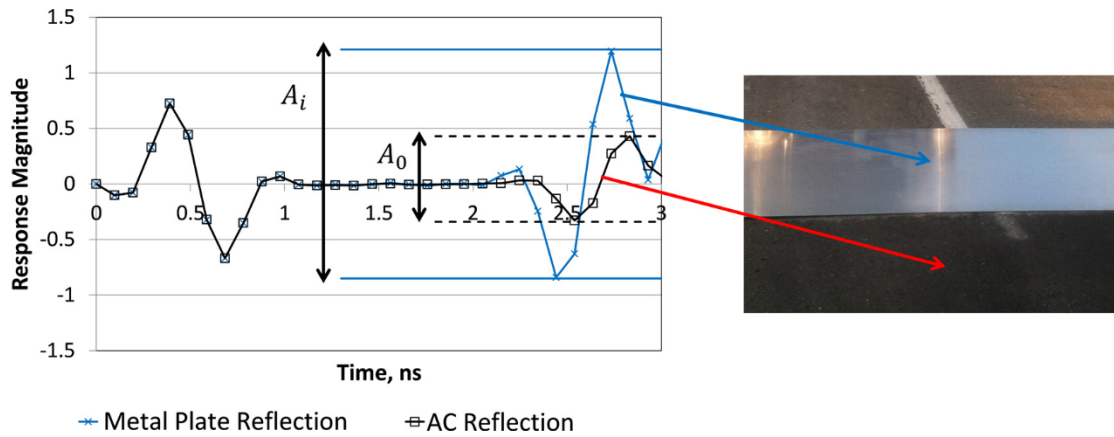 1.5
1
0.5
0
-0.5
-1
-1.5
Response Magnitude
A_i
A_0
0 0.5 1 1.5 2 2.5 3
Time, ns
Metal Plate Reflection AC Reflection